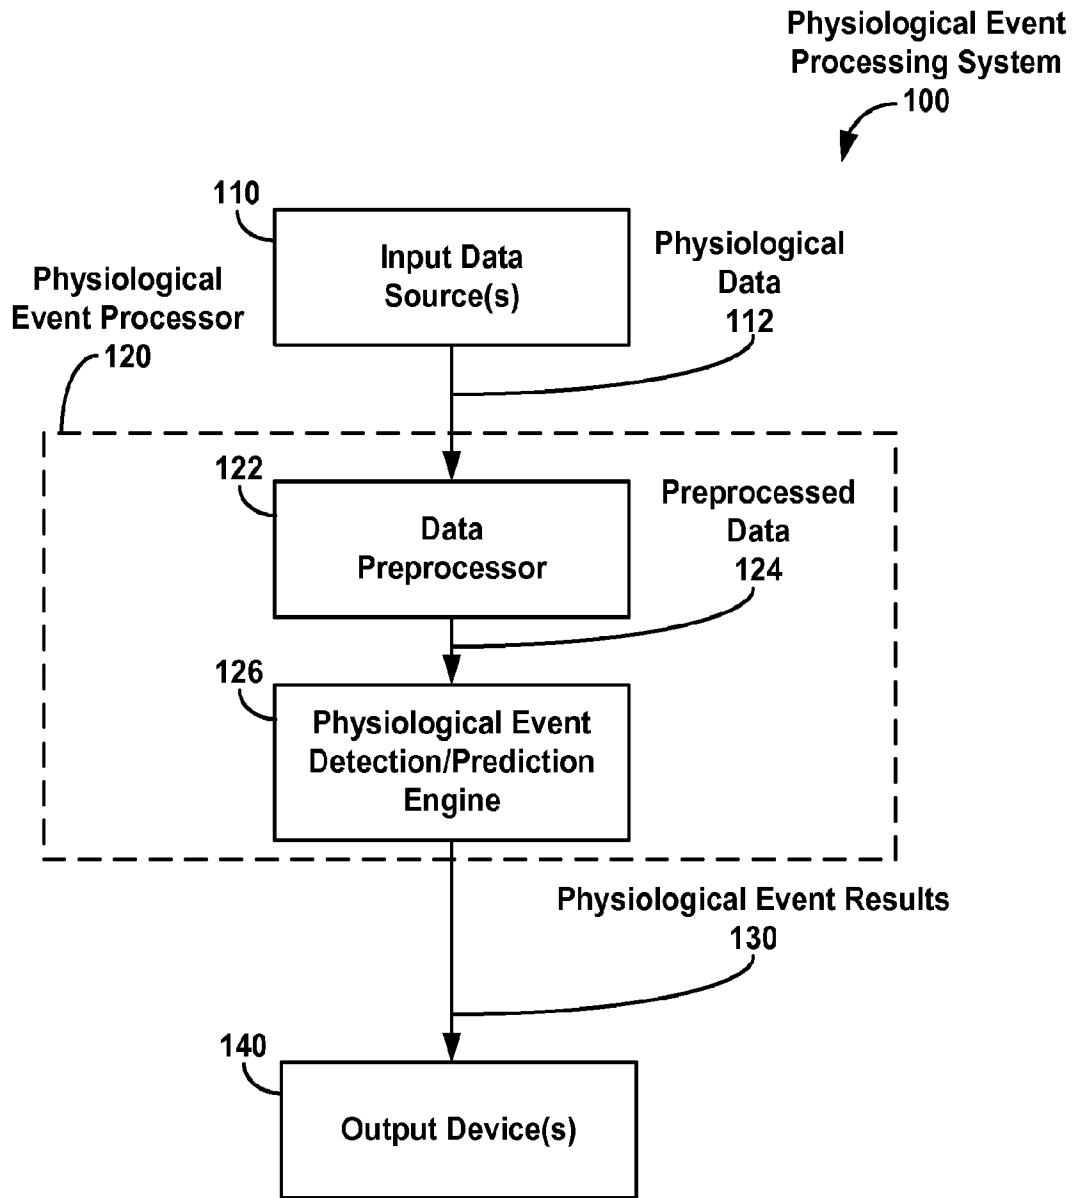 Physiological Event
Processing System
100
110
Input Data
Source(s)
Physiological
Data
112
Physiological
Event Processor
120
122
Data
Preprocessor
Preprocessed
Data
124
126
Physiological Event
Detection/Prediction
Engine
Physiological Event Results
130
140
Output Device(s)